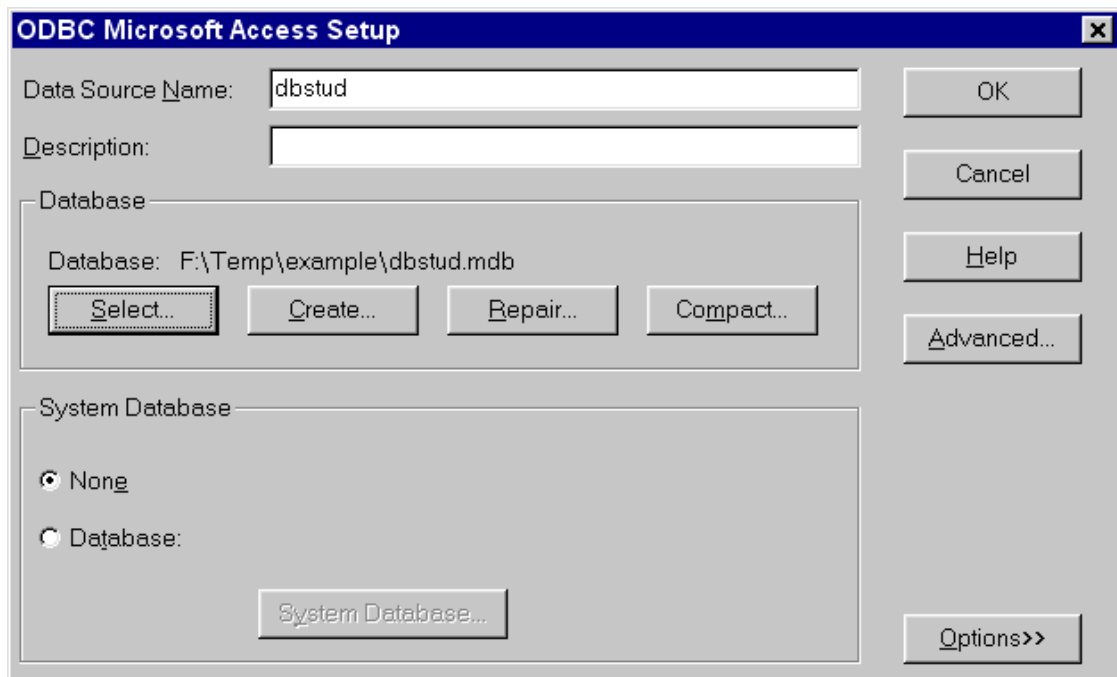 ODBC Microsoft Access Setup
Data Source Name: dbstud
OK
Description:
Cancel
Database
Database: F:\Temp\example\dbstud.mdb
Help
Select... Create... Repair... Compact...
Advanced...
System Database
None
Database:
System Database...
Options>>